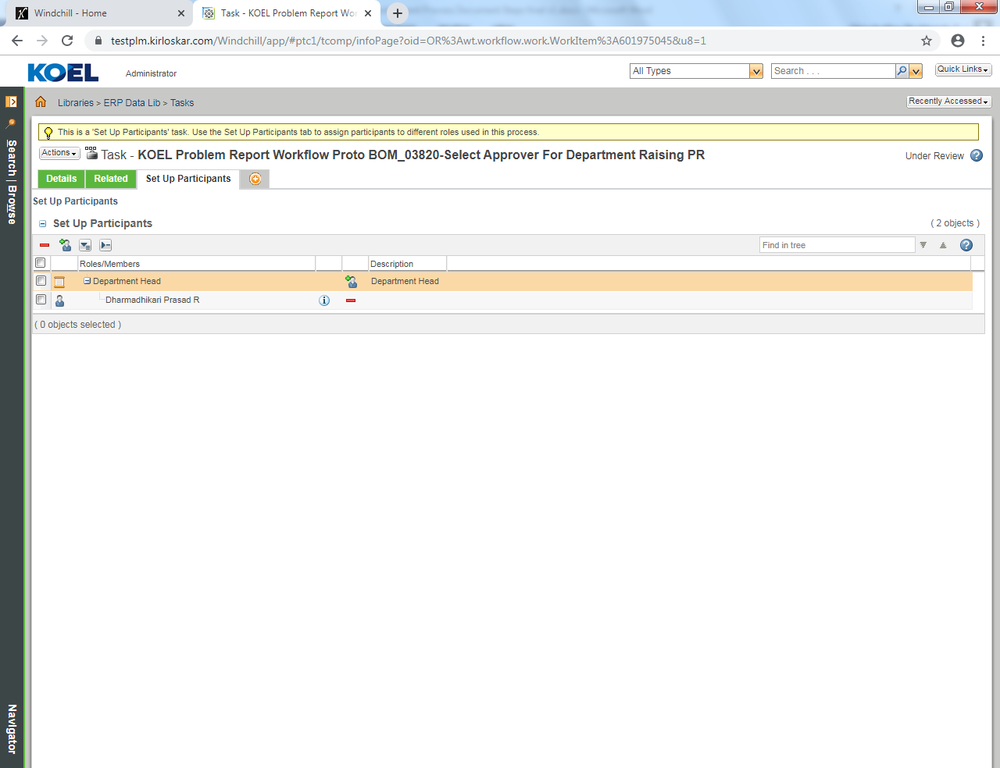 Windchill - Home
Task - KOEL Problem Report Wor
testplm.kirloskar.com/Windchill/app/#ptc1/tcomp/infoPage?oid=OR%3Awt.workflow.work.WorkItem%3A601975045&u8=1
KOEL
Administrator
All Types
Search . . .
Quick Links
Libraries > ERP Data Lib > Tasks
Recently Accessed
This is a 'Set Up Participants' task. Use the Set Up Participants tab to assign participants to different roles used in this process.
Actions
Task - KOEL Problem Report Workflow Proto BOM_03820-Select Approver For Department Raising PR
Under Review
Details
Related
Set Up Participants
Set Up Participants
Set Up Participants
( 2 objects )
Find in tree
Roles/Members
Description
Department Head
Department Head
Dharmadhikari Prasad R
( 0 objects selected )
Search | Browse
Navigator